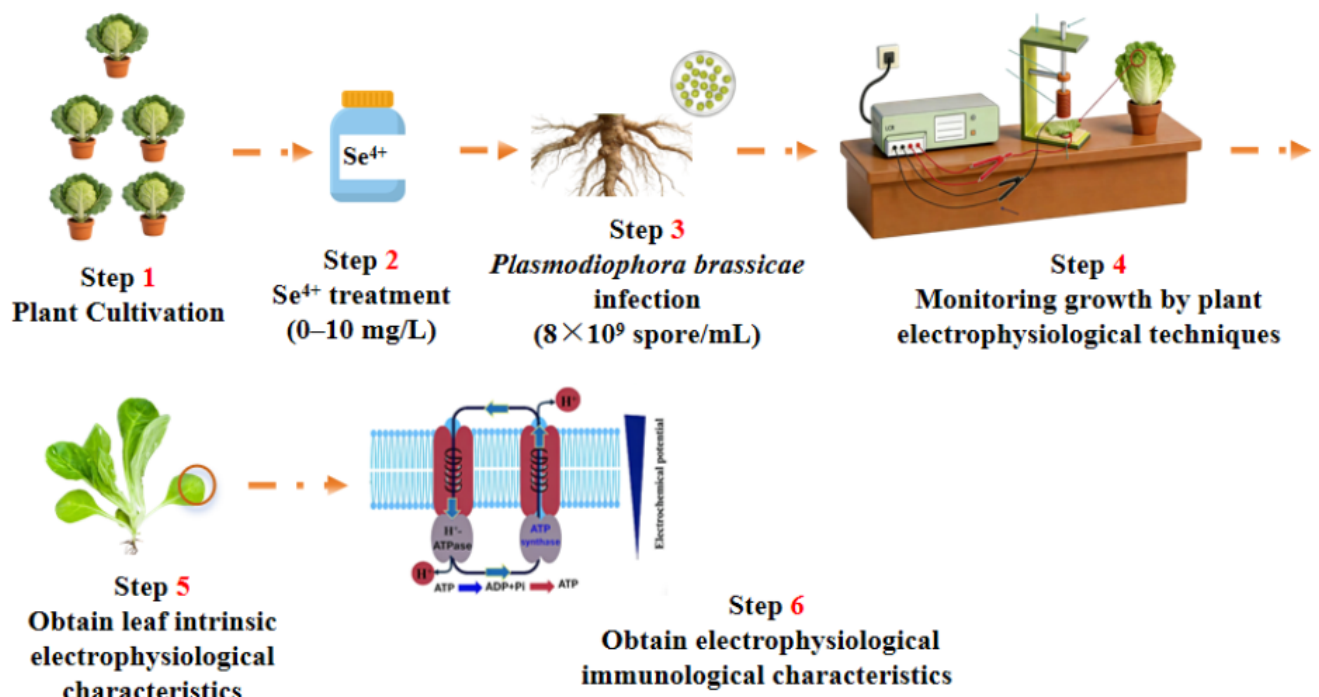 Se⁴⁺
LCR
Step 1
Plant Cultivation
Step 2
Se⁴⁺ treatment
(0–10 mg/L)
Step 3
Plasmodiophora brassicae
infection
(8×10⁹ spore/mL)
Step 4
Monitoring growth by plant
electrophysiological techniques
H⁺
H⁺-
ATPase
ATP
synthase
H⁺
ATP ADP+Pi ATP
Electrochemical potential
Step 5
Obtain leaf intrinsic
electrophysiological
characteristics
Step 6
Obtain electrophysiological
immunological characteristics